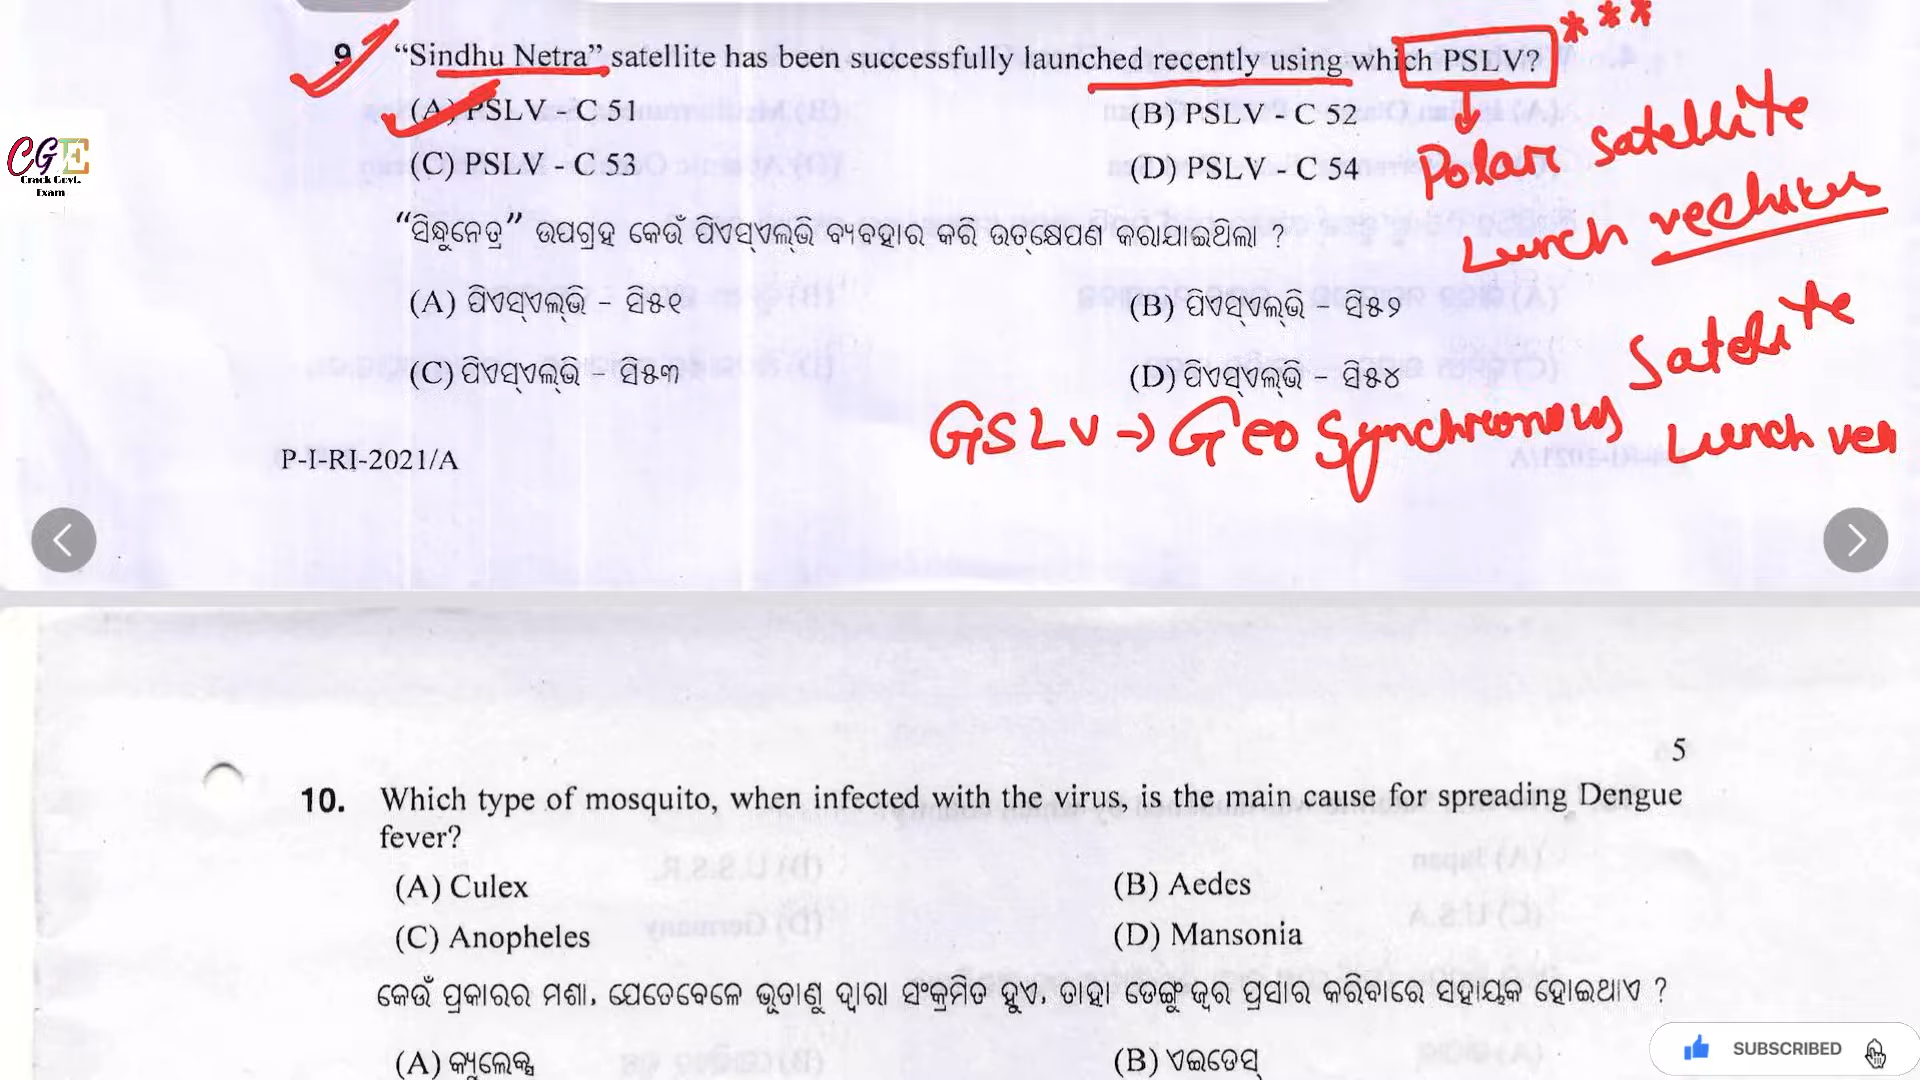 9 “Sindhu Netra” satellite has been successfully launched recently using which PSLV?
***
(A) PSLV - C 51
(B) PSLV - C 52
(C) PSLV - C 53
(D) PSLV - C 54
Polar satellite
Lunch
CGE
Crack Govt.
Exam
“ସିନ୍ଧୁନେତ୍ର” ଉପଗ୍ରହ କେଉଁ ପିଏସ୍ଏଲ୍ଭି ବ୍ୟବହାର କରି ଉତ୍କ୍ଷେପଣ କରାଯାଇଥିଲା ?
(A) ପିଏସ୍ଏଲ୍ଭି – ସି୫୧
(B) ପିଏସ୍ଏଲ୍ଭି – ସି୫୨
(C) ପିଏସ୍ଏଲ୍ଭି – ସି୫୩
(D) ପିଏସ୍ଏଲ୍ଭି – ସି୫୪
GSLV → Geo Synchronous Satellite
Lunch
P-I-RI-2021/A
5
10. Which type of mosquito, when infected with the virus, is the main cause for spreading Dengue
fever?
(A) Culex
(B) Aedes
(C) Anopheles
(D) Mansonia
କେଉଁ ପ୍ରକାରର ମଶା, ଯେତେବେଳେ ଭୂତାଣୁ ଦ୍ୱାରା ସଂକ୍ରମିତ ହୁଏ, ତାହା ଡେଙ୍ଗୁ ଜ୍ୱର ପ୍ରସାର କରିବାରେ ସହାୟକ ହୋଇଥାଏ ?
(A) କ୍ୟୁଲେକ୍ସ
(B) ଏଇଡେସ୍
SUBSCRIBED